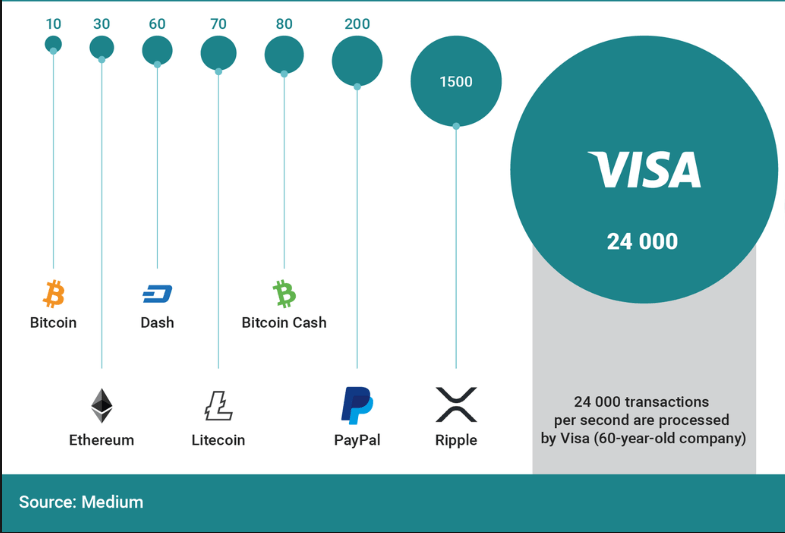 10 30 60 70 80 200
1500
VISA
24 000
Bitcoin Dash Bitcoin Cash
24 000 transactions
per second are processed
by Visa (60-year-old company)
Ethereum Litecoin PayPal Ripple
Source: Medium